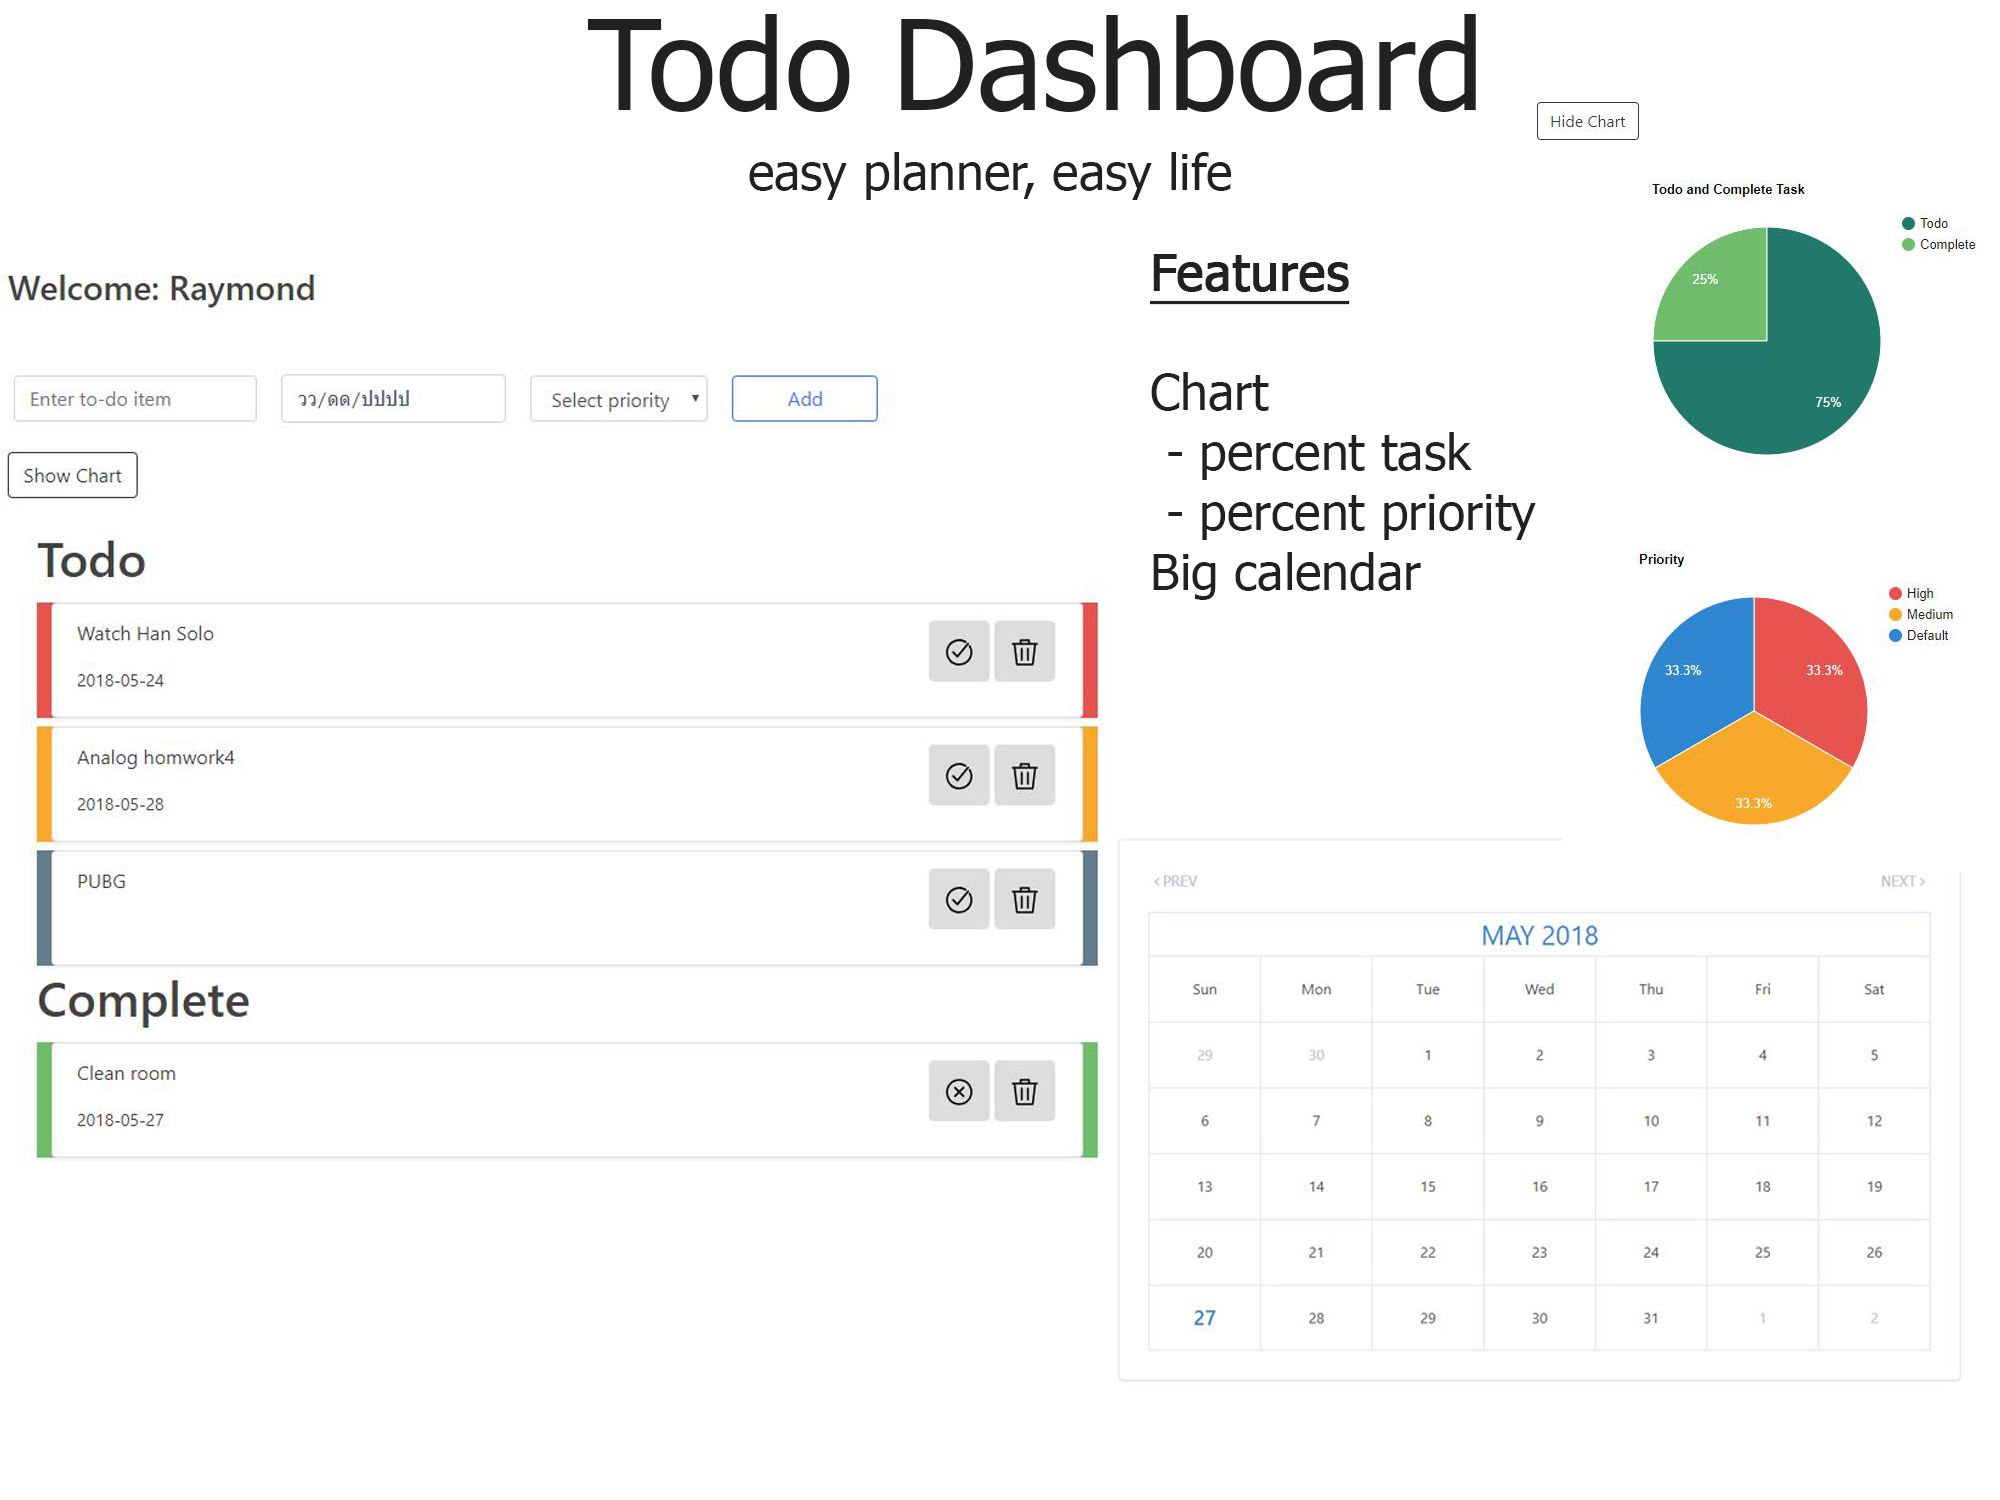 Todo Dashboard
easy planner, easy life
Hide Chart
Welcome: Raymond
Enter to-do item
วว/ดด/ปปปป
Select priority
Add
Show Chart
Todo
Watch Han Solo
2018-05-24
Analog homwork4
2018-05-28
PUBG
Complete
Clean room
2018-05-27
Features
Chart
- percent task
- percent priority
Big calendar
Todo and Complete Task
Todo
Complete
25%
75%
Priority
High
Medium
Default
33.3%
33.3%
33.3%
‹ PREV
NEXT ›
MAY 2018
Sun Mon Tue Wed Thu Fri Sat
29 30 1 2 3 4 5
6 7 8 9 10 11 12
13 14 15 16 17 18 19
20 21 22 23 24 25 26
27 28 29 30 31 1 2